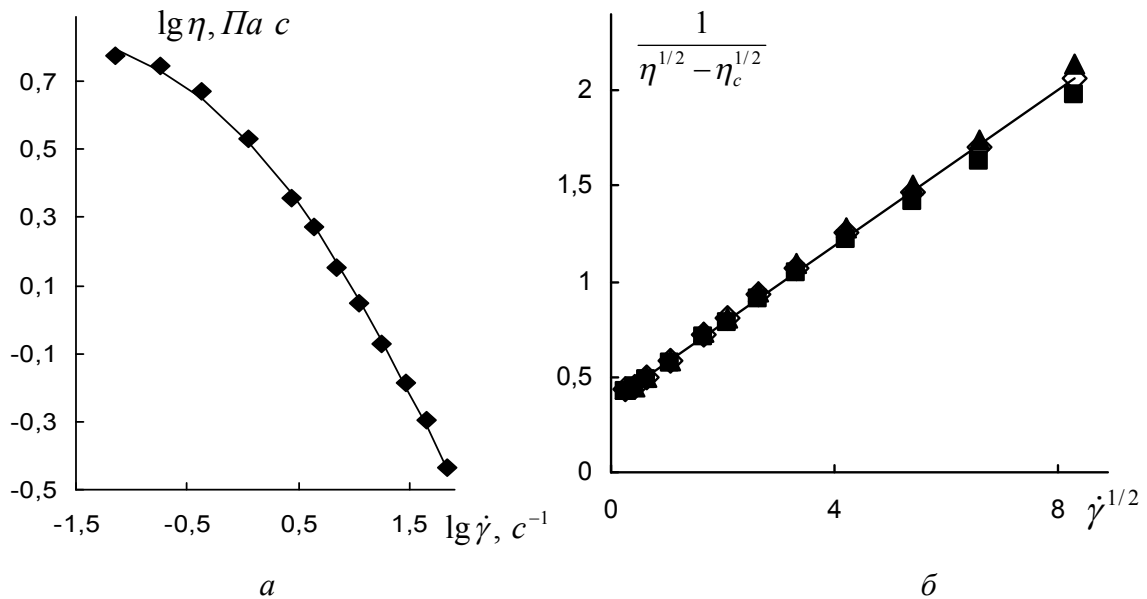 lg η, Па с
0,7
0,5
0,3
0,1
-0,1
-0,3
-0,5
-1,5 -0,5 0,5 1,5 lg γ̇, с⁻¹
а
1
η^{1/2} − η_c^{1/2}
2
1,5
1
0,5
0
0 4 8 γ̇^{1/2}
б